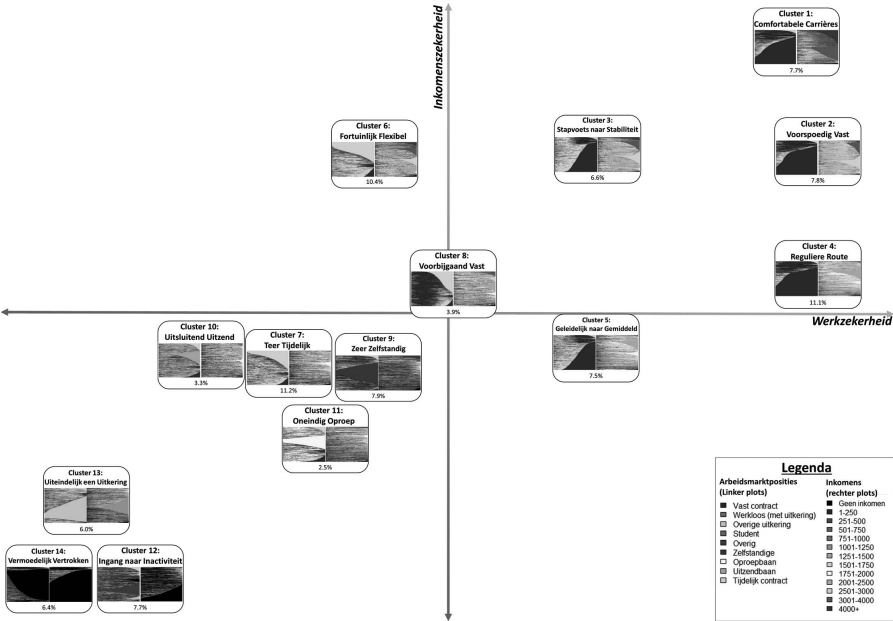 Cluster 1:
Comfortabele Carrières
7.7%
Inkomenszekerheid
Cluster 6:
Fortuinlijk Flexibel
10.4%
Cluster 3:
Stapvoets naar Stabiliteit
6.6%
Cluster 2:
Voorspoedig Vast
7.8%
Cluster 8:
Voorbijgaand Vast
3.9%
Cluster 4:
Reguliere Route
11.1%
Werkzekerheid
Cluster 10:
Uitsluitend Uitzend
3.3%
Cluster 7:
Teer Tijdelijk
11.2%
Cluster 9:
Zeer Zelfstandig
7.9%
Cluster 5:
Geleidelijk naar Gemiddeld
7.5%
Cluster 11:
Oneindig Oproep
2.5%
Cluster 13:
Uiteindelijk een Uitkering
6.0%
Cluster 14:
Vermoedelijk Vertrokken
6.4%
Cluster 12:
Ingang naar Inactiviteit
7.7%
Legenda
Arbeidsmarktposities
(Linker plots)
Vast contract
Werkloos (met uitkering)
Overige uitkering
Student
Overig
Zelfstandige
Oproepbaan
Uitzendbaan
Tijdelijk contract
Inkomens
(rechter plots)
Geen inkomen
1-250
251-500
501-750
751-1000
1001-1250
1251-1500
1501-1750
1751-2000
2001-2500
2501-3000
3001-4000
4000+